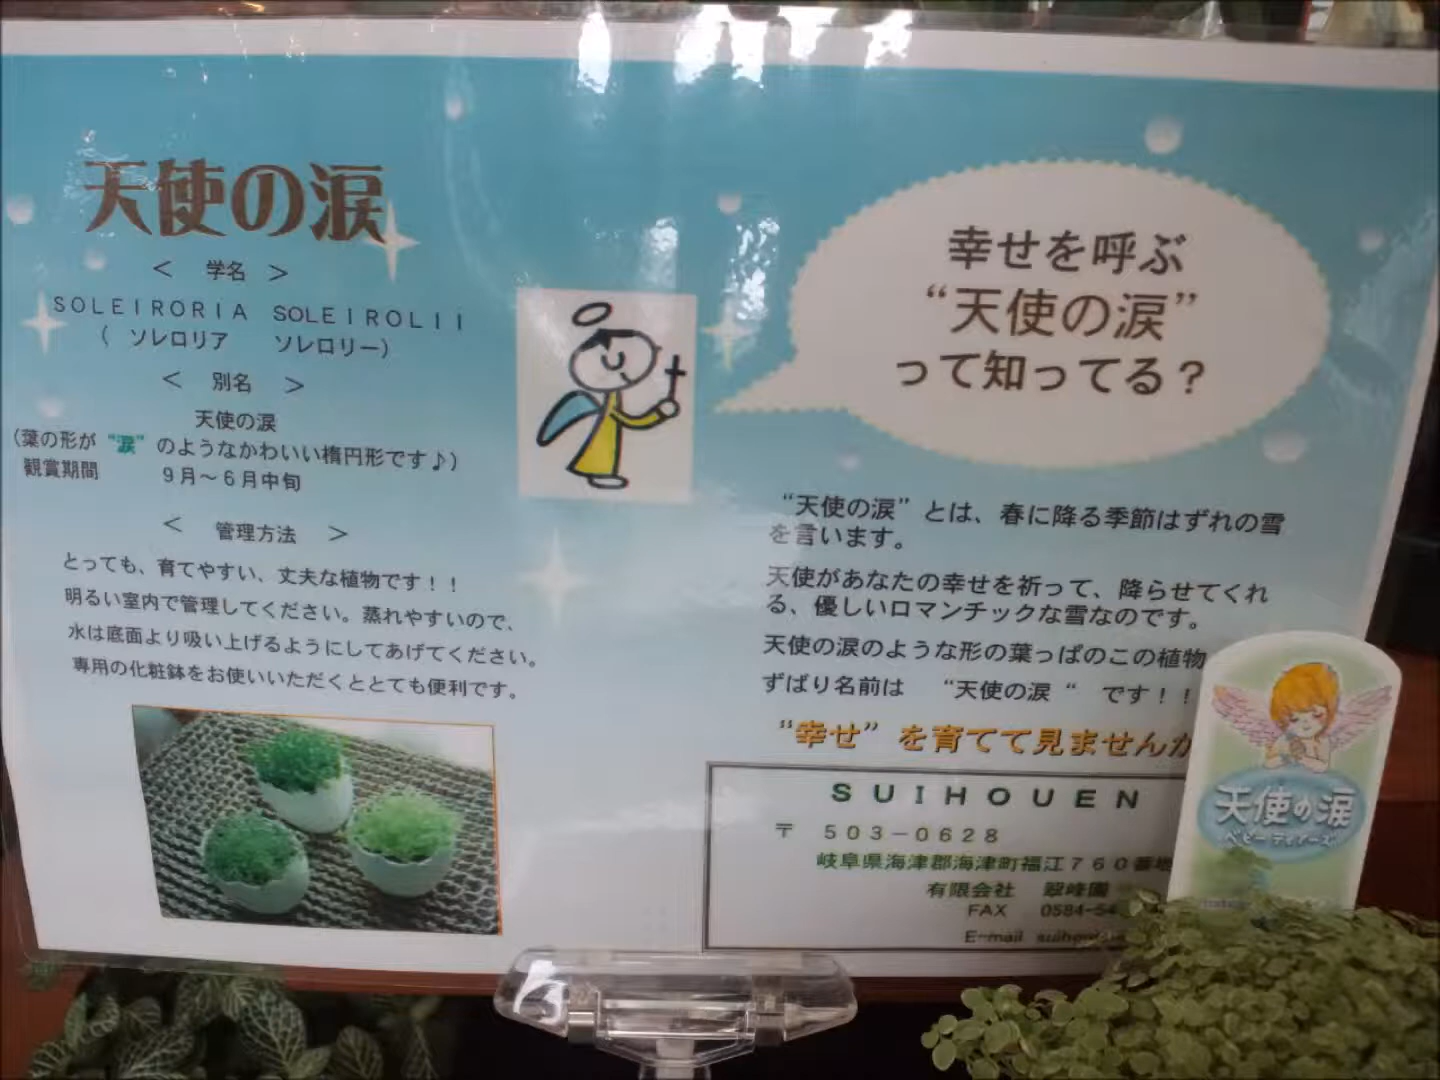 天使の涙
＜ 学名 ＞
ＳＯＬＥＩＲＯＲＩＡ ＳＯＬＥＩＲＯＬＩＩ
（ ソレロリア ソレロリー）
＜ 別名 ＞
天使の涙
（葉の形が “涙” のようなかわいい楕円形です♪）
観賞期間 ９月～６月中旬
＜ 管理方法 ＞
とっても、育てやすい、丈夫な植物です！！
明るい室内で管理してください。蒸れやすいので、
水は底面より吸い上げるようにしてあげてください。
専用の化粧鉢をお使いいただくととても便利です。
幸せを呼ぶ
“天使の涙”
って知ってる？
“天使の涙” とは、春に降る季節はずれの雪
を言います。
天使があなたの幸せを祈って、降らせてくれ
る、優しいロマンチックな雪なのです。
天使の涙のような形の葉っぱのこの植物
ずばり名前は “天使の涙 “ です！！
“幸せ” を育てて見ませんか
ＳＵＩＨＯＵＥＮ
〒 ５０３－０６２８
岐阜県海津郡海津町福江７６０番地
有限会社 翠峰園
FAX 0584-54
E-mail
天使の涙
ベビーティアーズ